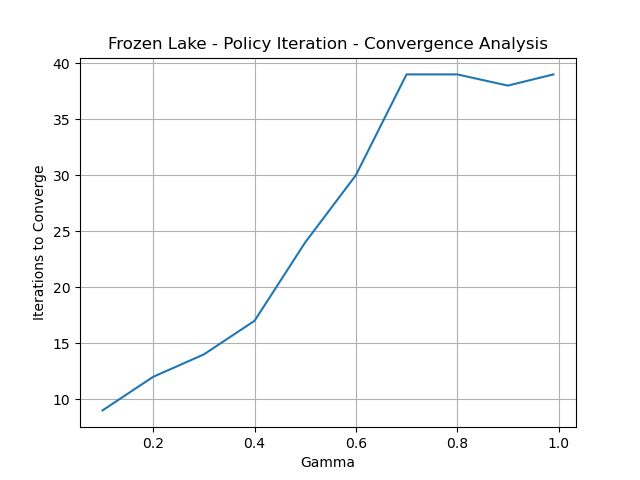 Frozen Lake - Policy Iteration - Convergence Analysis
Iterations to Converge
40
35
30
25
20
15
10
0.2 0.4 0.6 0.8 1.0
Gamma